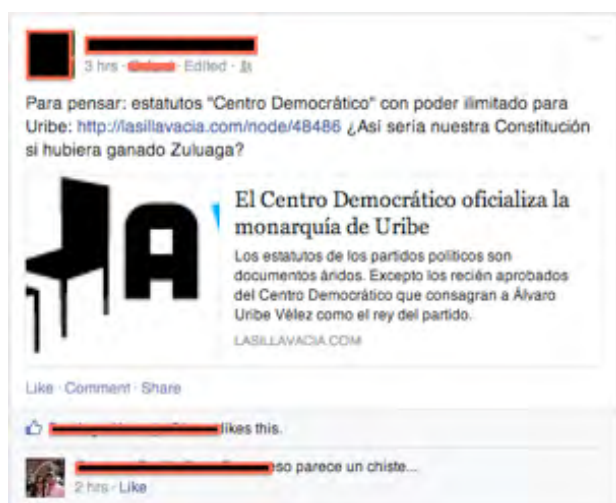 3 hrs · Edited ·
Para pensar: estatutos "Centro Democrático" con poder ilimitado para
Uribe: http://lasillavacia.com/node/48486 ¿Así sería nuestra Constitución
si hubiera ganado Zuluaga?
El Centro Democrático oficializa la
monarquía de Uribe
Los estatutos de los partidos políticos son
documentos áridos. Excepto los recién aprobados
del Centro Democrático que consagran a Álvaro
Uribe Vélez como el rey del partido.
LASILLAVACIA.COM
Like · Comment · Share
likes this.
eso parece un chiste...
2 hrs · Like